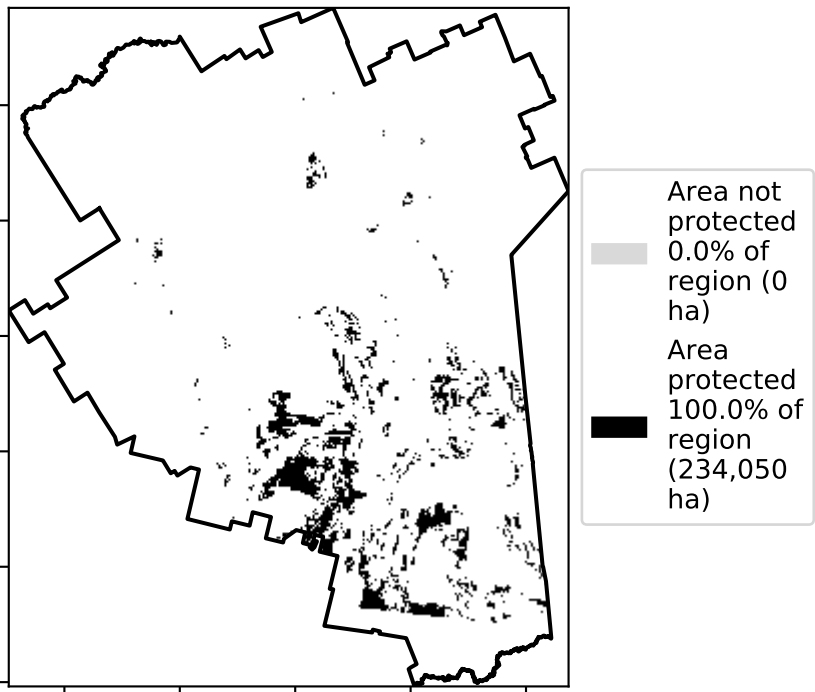 Area not
protected
0.0% of
region (0
ha)
Area
protected
100.0% of
region
(234,050
ha)